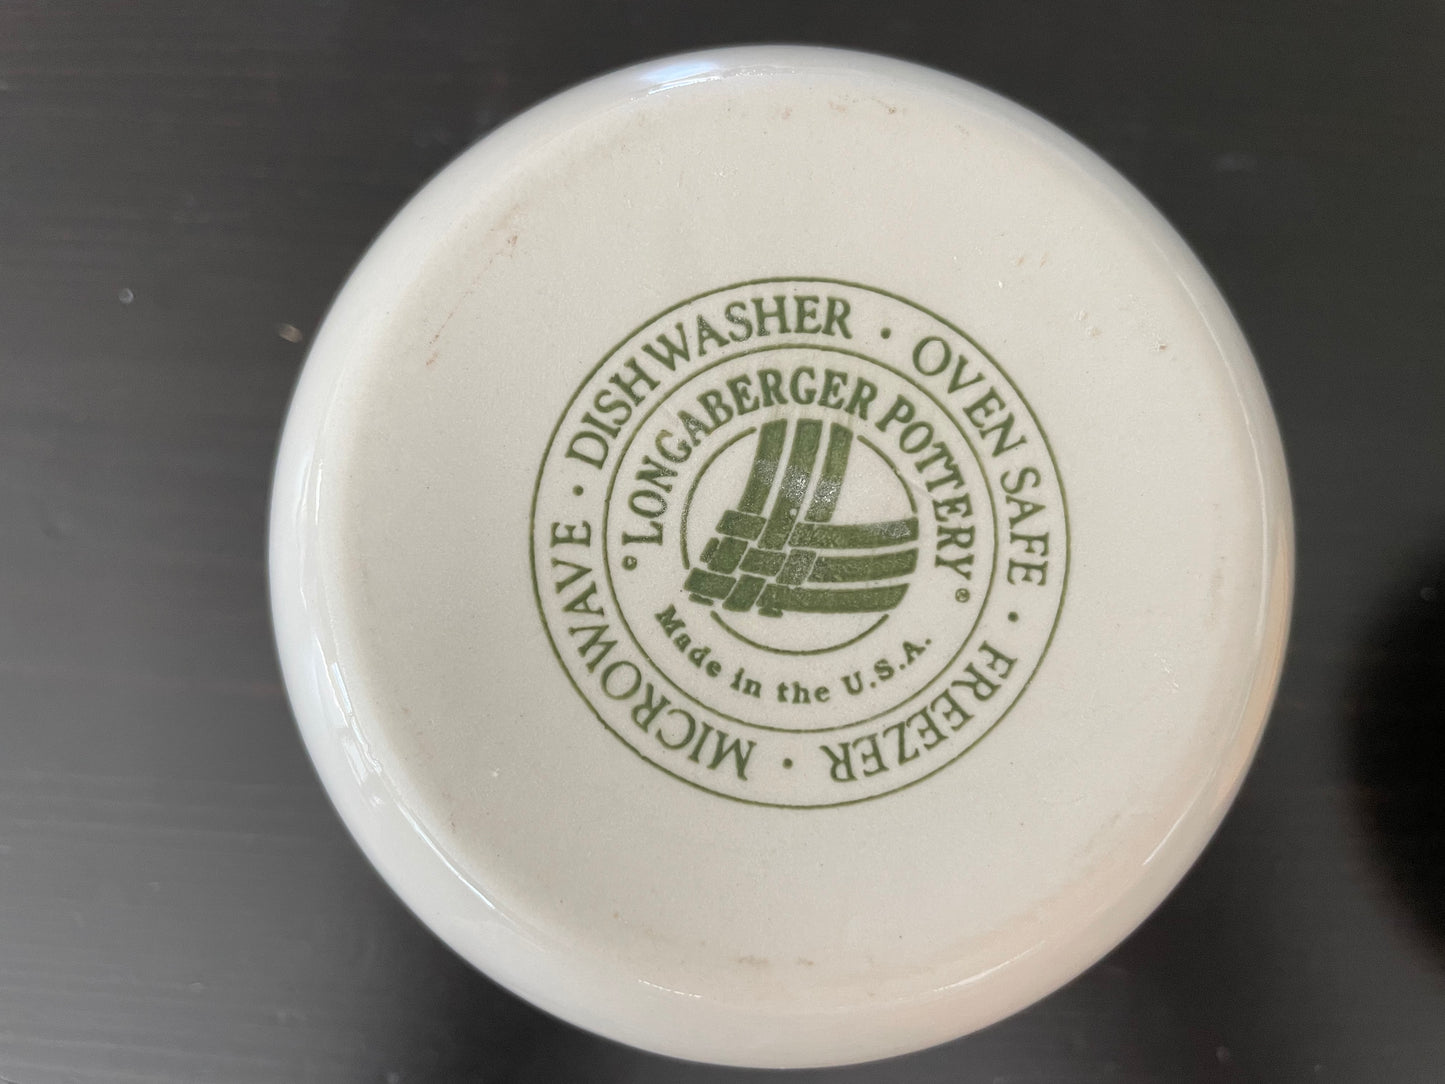 MICROWAVE · DISHWASHER · OVEN SAFE · FREEZER ·
© LONGABERGER POTTERY ®
Made in the U.S.A.